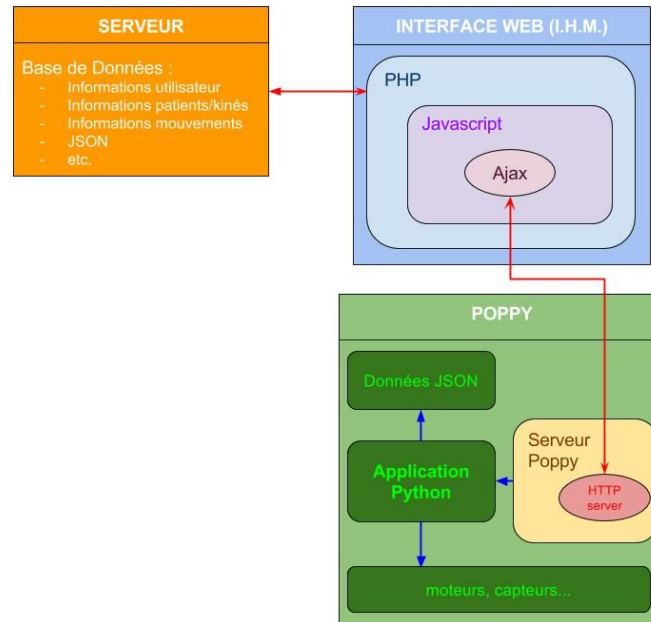 SERVEUR
Base de Données :
- Informations utilisateur
- Informations patients/kinés
- Informations mouvements
- JSON
- etc.
INTERFACE WEB (I.H.M.)
PHP
Javascript
Ajax
POPPY
Données JSON
Application
Python
Serveur
Poppy
HTTP
server
moteurs, capteurs...